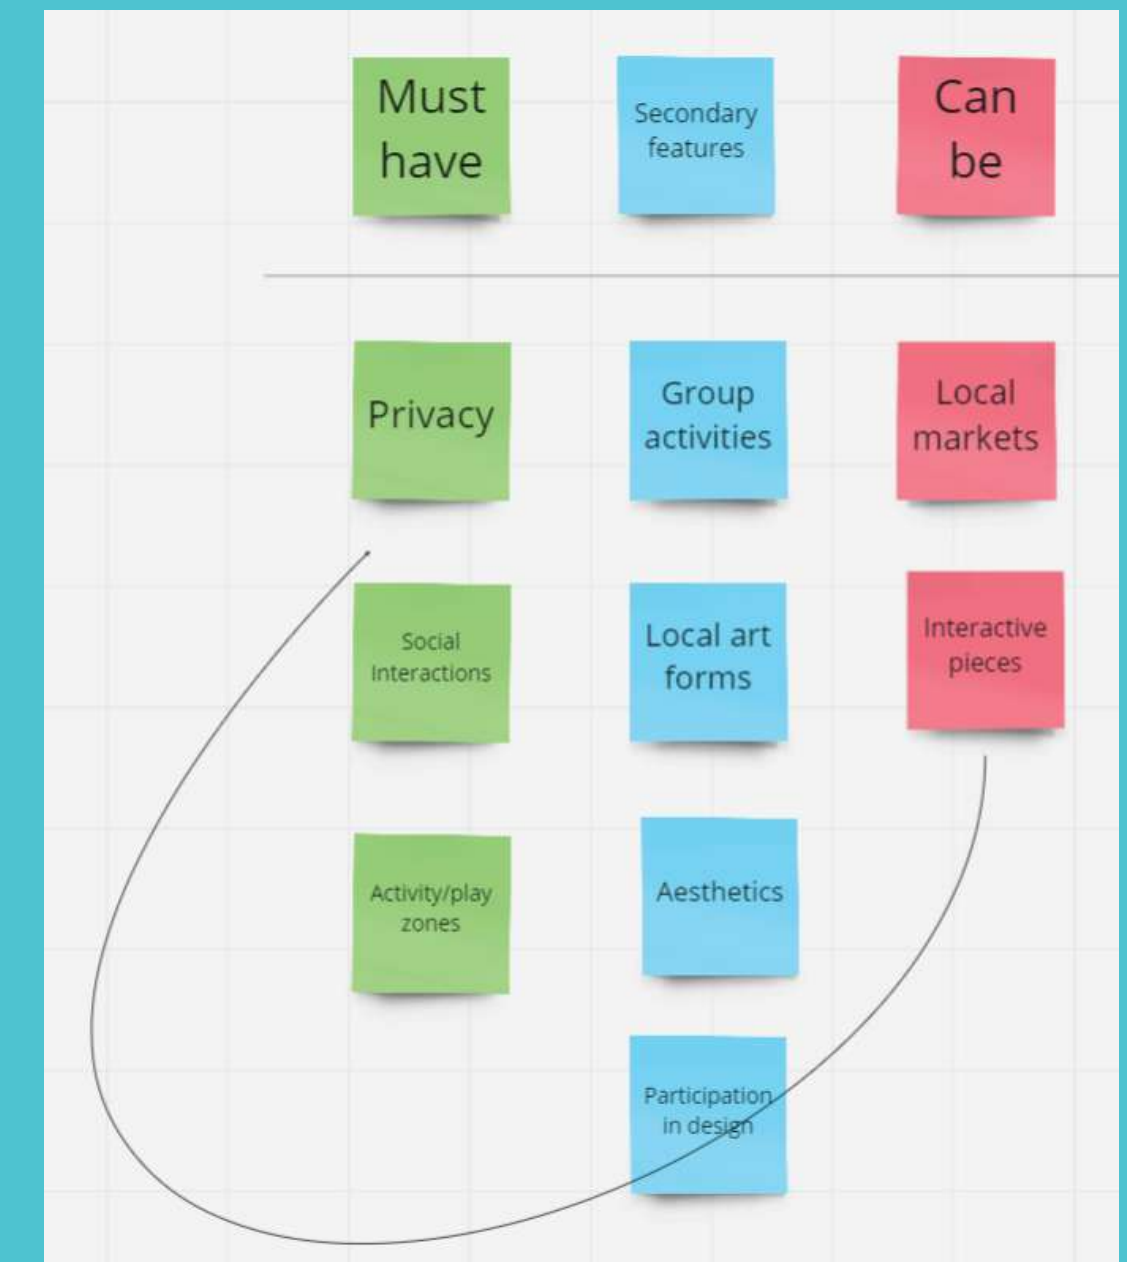 Must
have
Secondary
features
Can
be
Privacy
Group
activities
Local
markets
Social
Interactions
Local art
forms
Interactive
pieces
Activity/play
zones
Aesthetics
Participation
in design